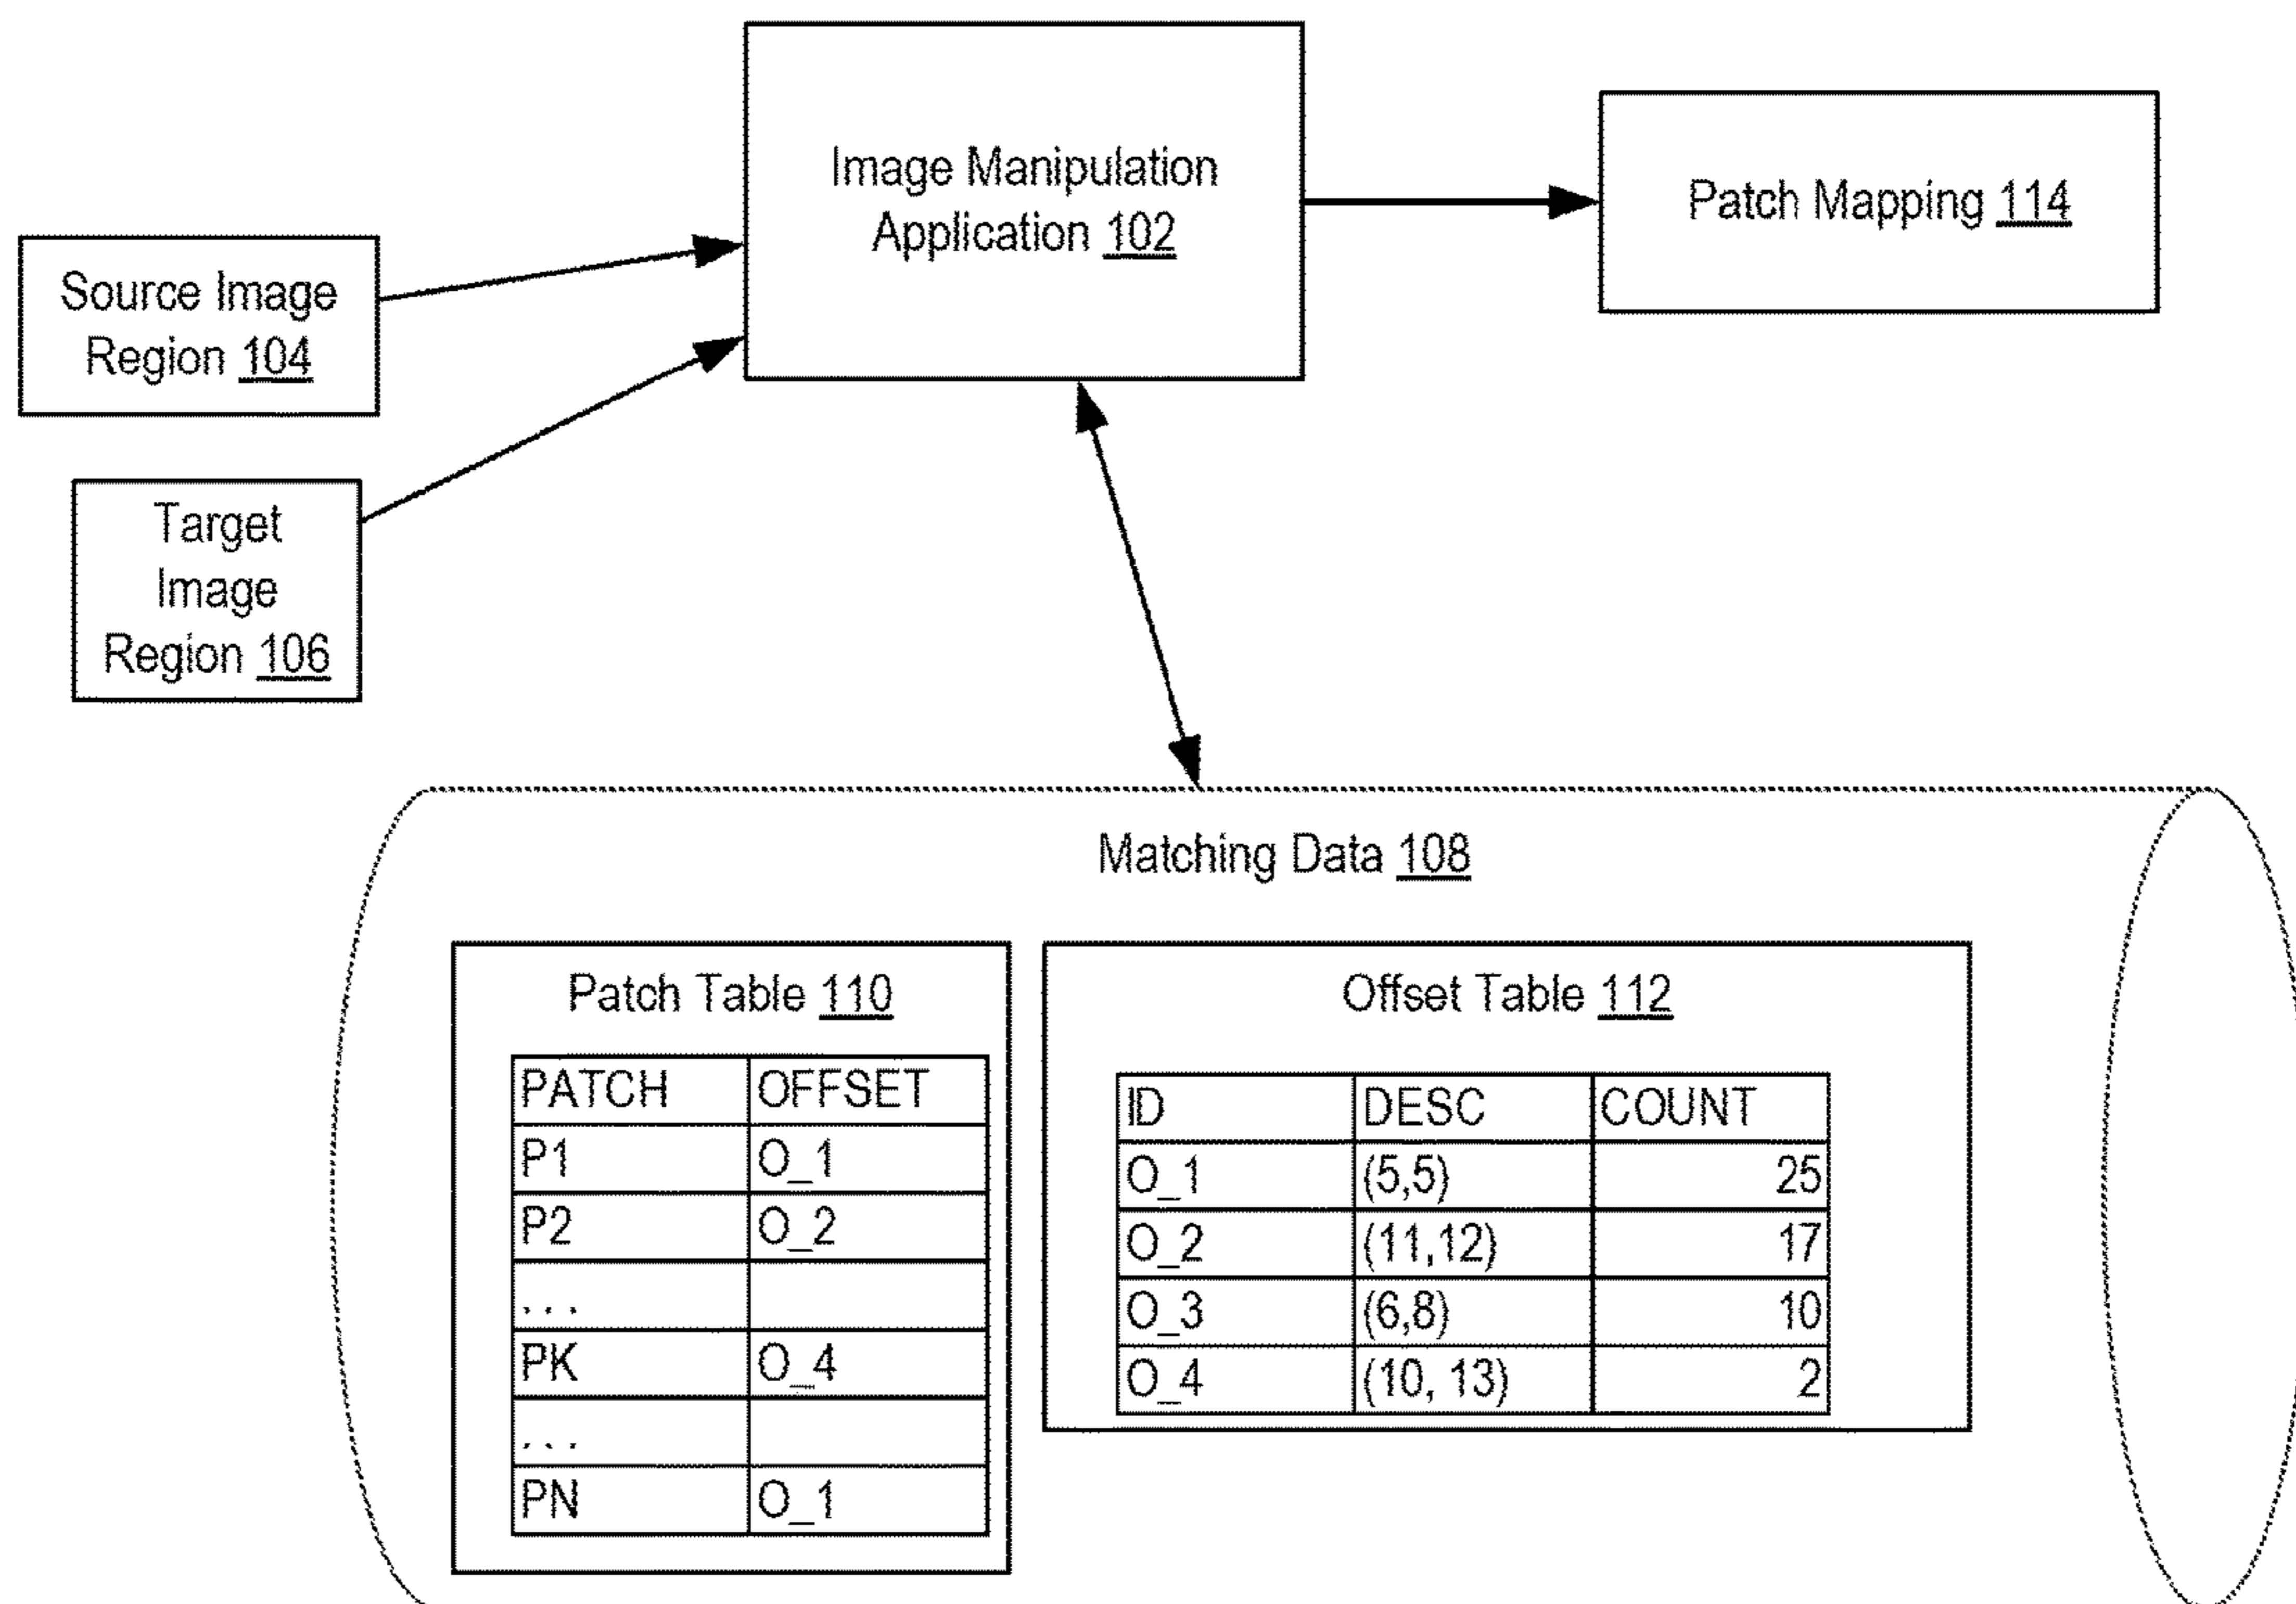 Image Manipulation
Application 102
Patch Mapping 114
Source Image
Region 104
Target
Image
Region 106
Matching Data 108
Patch Table 110
PATCH OFFSET
P1 O_1
P2 O_2
. . .
PK O_4
. . .
PN O_1
Offset Table 112
ID DESC COUNT
O_1 (5,5) 25
O_2 (11,12) 17
O_3 (6,8) 10
O_4 (10, 13) 2